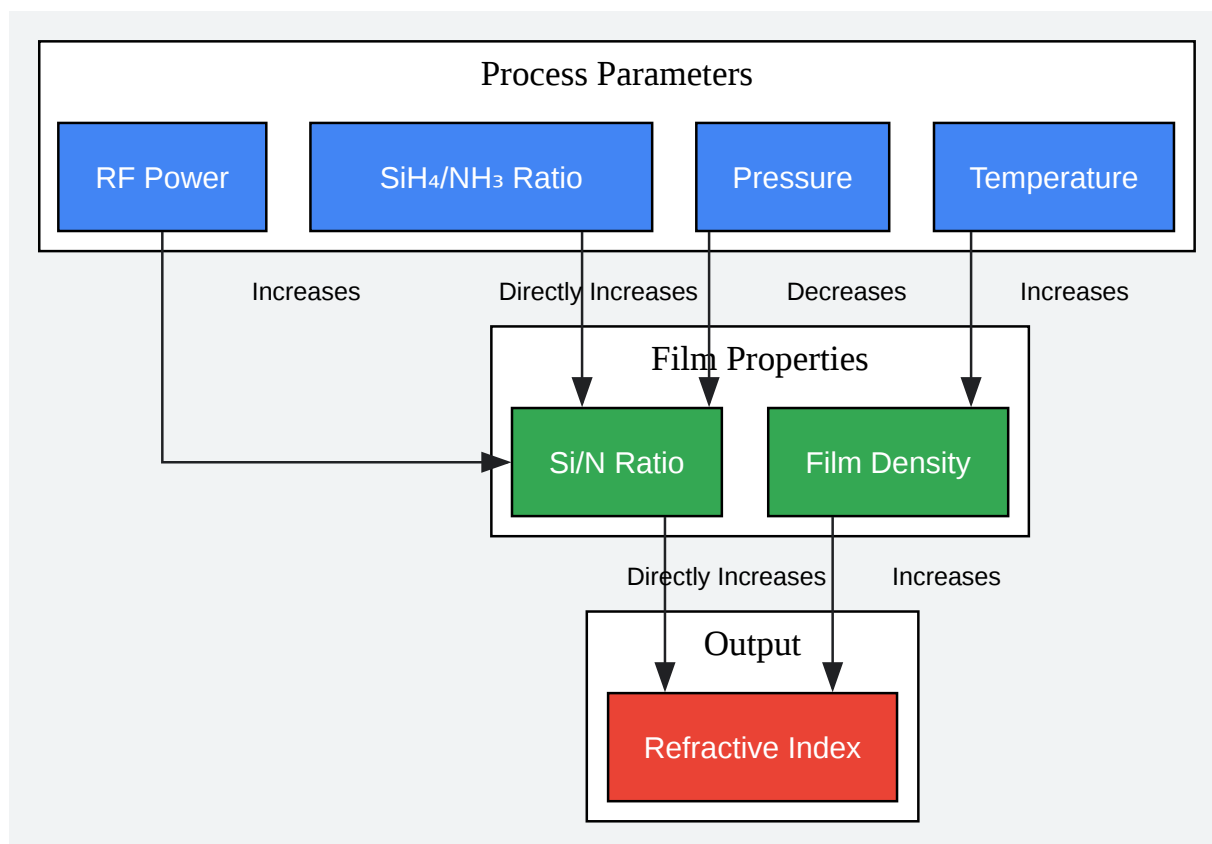 Process Parameters
RF Power
SiH₄/NH₃ Ratio
Pressure
Temperature
Increases
Directly Increases
Decreases
Increases
Film Properties
Si/N Ratio
Film Density
Directly Increases
Increases
Output
Refractive Index